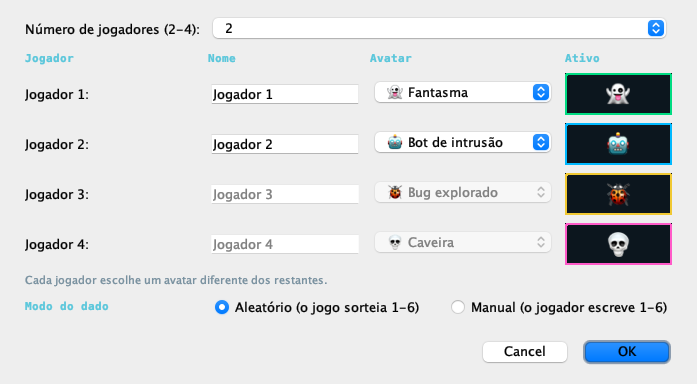 Número de jogadores (2-4): 2
Jogador Nome Avatar Ativo
Jogador 1: Jogador 1 Fantasma
Jogador 2: Jogador 2 Bot de intrusão
Jogador 3: Jogador 3 Bug explorado
Jogador 4: Jogador 4 Caveira
Cada jogador escolhe um avatar diferente dos restantes.
Modo do dado Aleatório (o jogo sorteia 1-6) Manual (o jogador escreve 1-6)
Cancel OK